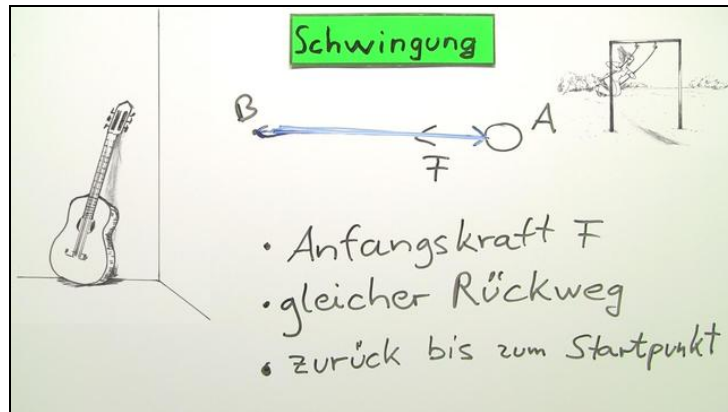 Schwingung
B
A
F
• Anfangskraft F
• gleicher Rückweg
• zurück bis zum Startpunkt